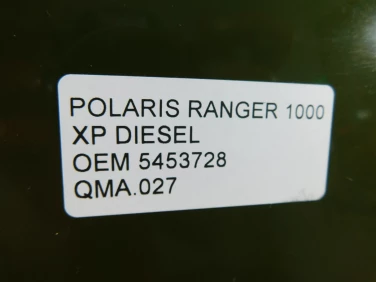 POLARIS RANGER 1000
XP DIESEL
OEM 5453728
QMA.027